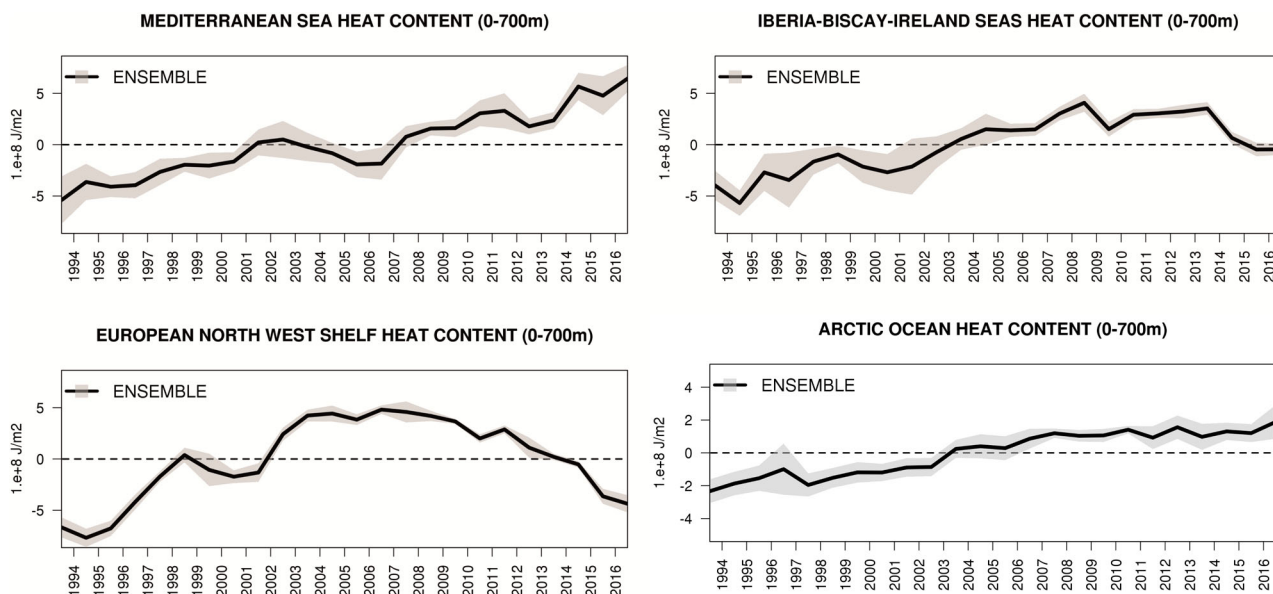 MEDITERRANEAN SEA HEAT CONTENT (0-700m)
ENSEMBLE
1.e+8 J/m2
5
0
-5
1994 1995 1996 1997 1998 1999 2000 2001 2002 2003 2004 2005 2006 2007 2008 2009 2010 2011 2012 2013 2014 2015 2016
IBERIA-BISCAY-IRELAND SEAS HEAT CONTENT (0-700m)
ENSEMBLE
1.e+8 J/m2
5
0
-5
1994 1995 1996 1997 1998 1999 2000 2001 2002 2003 2004 2005 2006 2007 2008 2009 2010 2011 2012 2013 2014 2015 2016
EUROPEAN NORTH WEST SHELF HEAT CONTENT (0-700m)
ENSEMBLE
1.e+8 J/m2
5
0
-5
1994 1995 1996 1997 1998 1999 2000 2001 2002 2003 2004 2005 2006 2007 2008 2009 2010 2011 2012 2013 2014 2015 2016
ARCTIC OCEAN HEAT CONTENT (0-700m)
ENSEMBLE
1.e+8 J/m2
4
2
0
-2
-4
1994 1995 1996 1997 1998 1999 2000 2001 2002 2003 2004 2005 2006 2007 2008 2009 2010 2011 2012 2013 2014 2015 2016